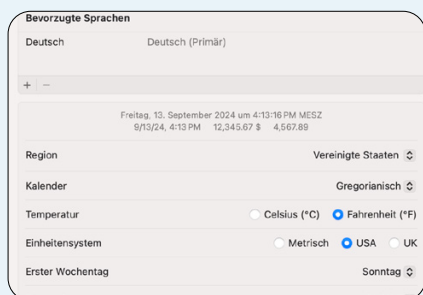 Bevorzugte Sprachen
Deutsch Deutsch (Primär)
+ −
Freitag, 13. September 2024 um 4:13:16 PM MESZ
9/13/24, 4:13 PM 12,345.67 $ 4,567.89
Region Vereinigte Staaten
Kalender Gregorianisch
Temperatur Celsius (°C) Fahrenheit (°F)
Einheitensystem Metrisch USA UK
Erster Wochentag Sonntag